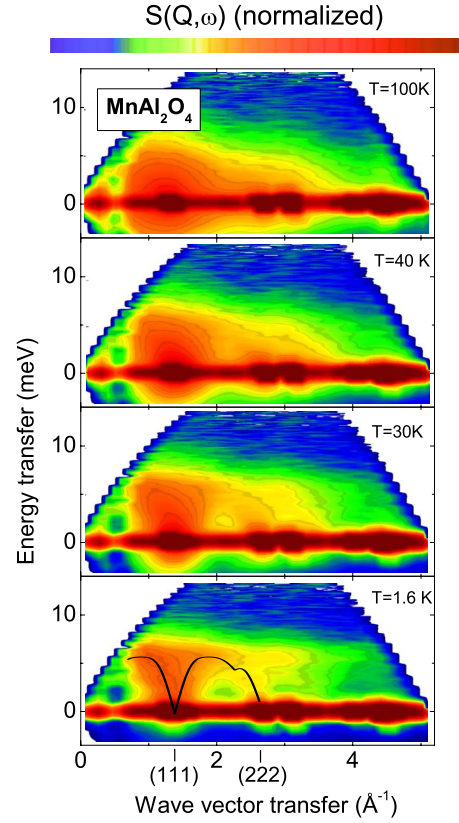 S(Q,ω) (normalized)
MnAl₂O₄
T=100K
10
0
T=40 K
10
0
T=30K
10
0
T=1.6 K
10
0
Energy transfer (meV)
0 2 4
(111) (222)
Wave vector transfer (Å⁻¹)